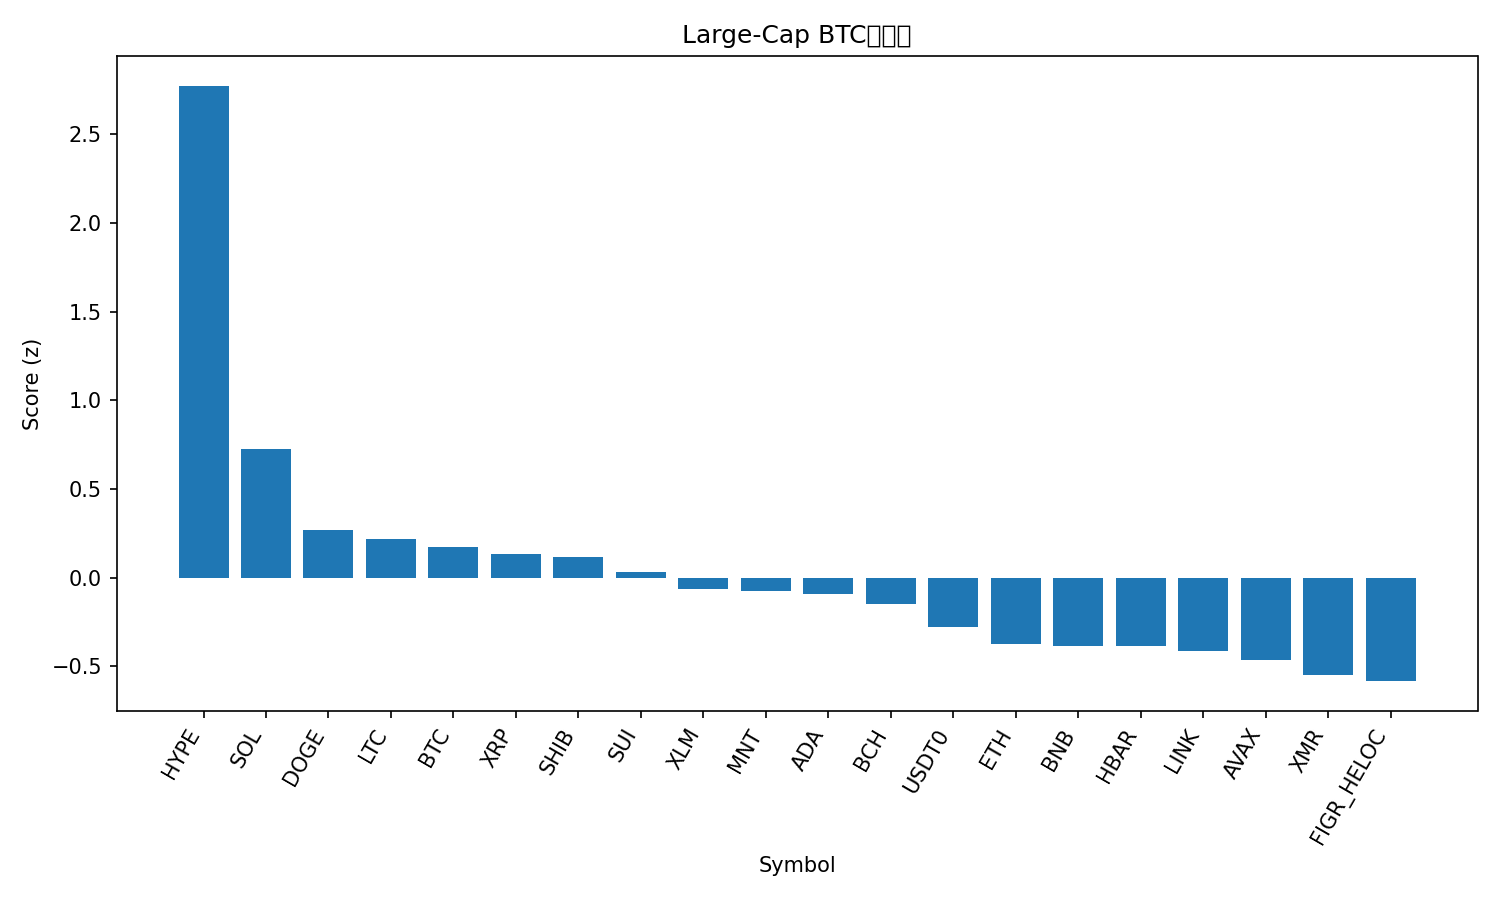 Large-Cap BTC
2.5
2.0
1.5
1.0
0.5
0.0
−0.5
Score (z)
HYPE
SOL
DOGE
LTC
BTC
XRP
SHIB
SUI
XLM
MNT
ADA
BCH
USDT0
ETH
BNB
HBAR
LINK
AVAX
XMR
FIGR_HELOC
Symbol